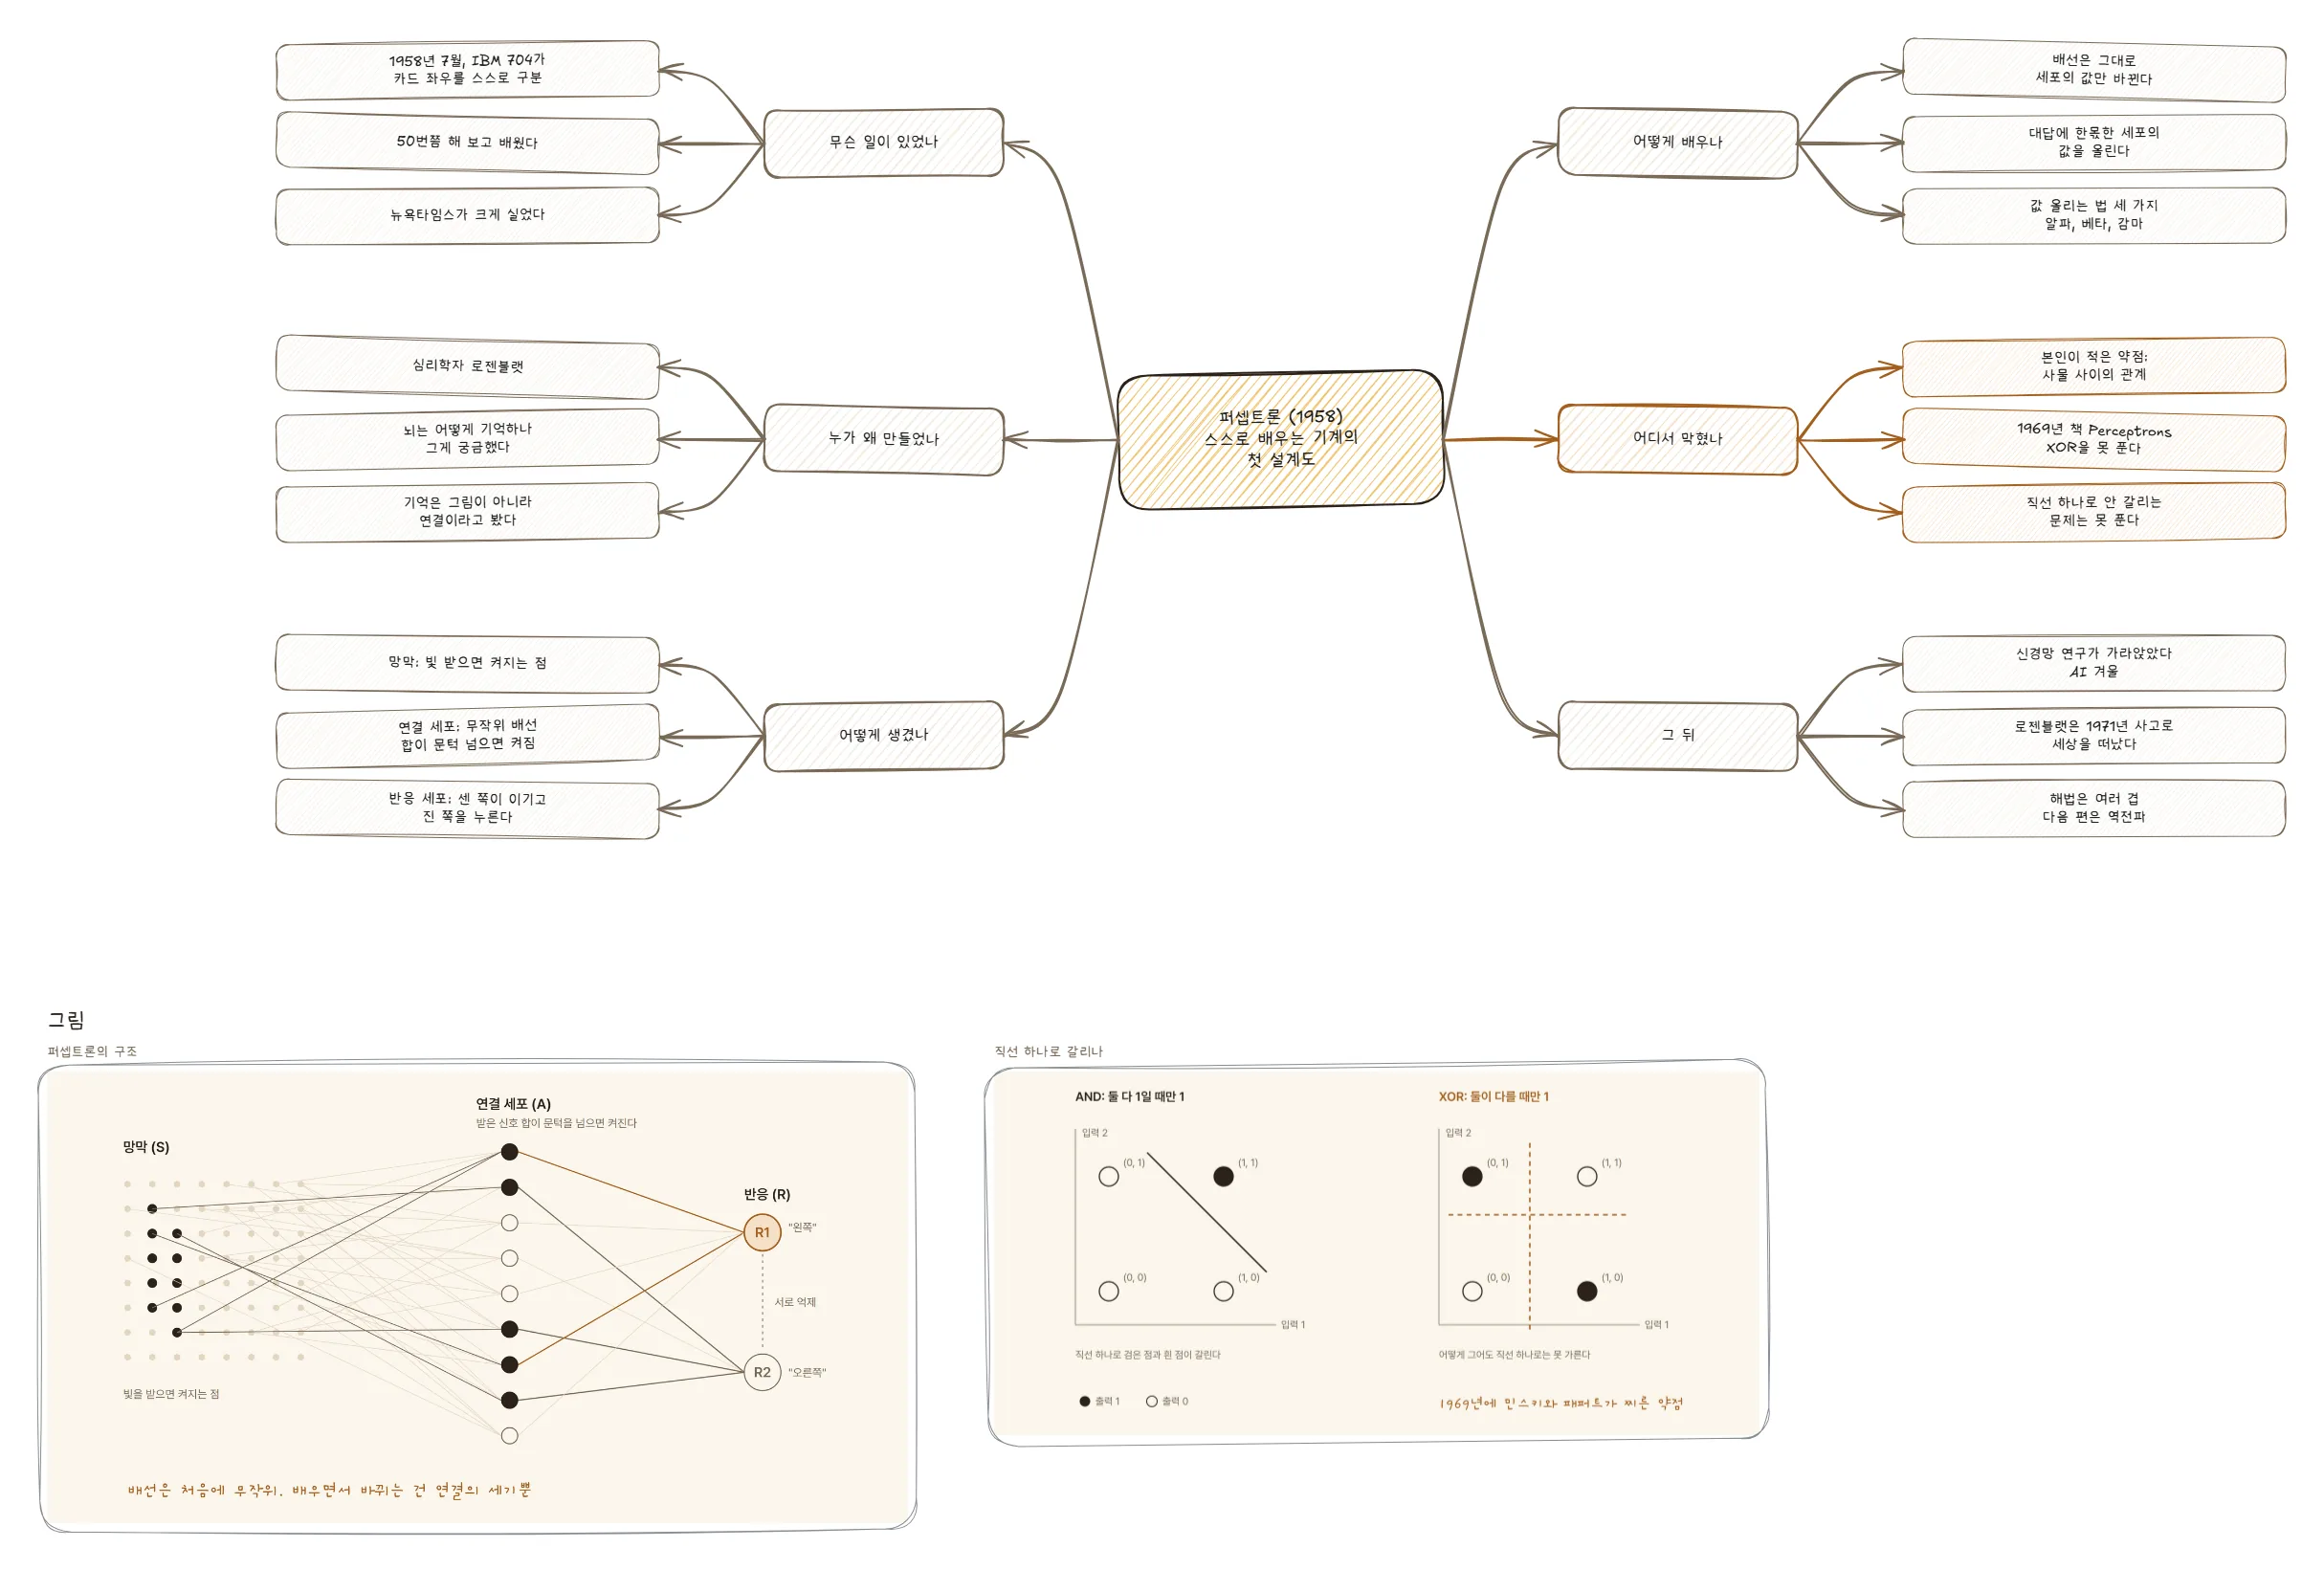 퍼셉트론 (1958)
스스로 배우는 기계의
첫 설계도
무슨 일이 있었나
1958년 7월, IBM 704가
카드 좌우를 스스로 구분
50번쯤 해 보고 배웠다
뉴욕타임스가 크게 실었다
누가 왜 만들었나
심리학자 로젠블랫
뇌는 어떻게 기억하나
그게 궁금했다
기억은 그림이 아니라
연결이라고 봤다
어떻게 생겼나
망막: 빛 받으면 켜지는 점
연결 세포: 무작위 배선
합이 문턱 넘으면 켜짐
반응 세포: 센 쪽이 이기고
진 쪽을 누른다
어떻게 배우나
배선은 그대로
세포의 값만 바뀐다
대답에 한몫한 세포의
값을 올린다
값 올리는 법 세 가지
알파, 베타, 감마
어디서 막혔나
본인이 적은 약점:
사물 사이의 관계
1969년 책 Perceptrons
XOR을 못 푼다
직선 하나로 안 갈리는
문제는 못 푼다
그 뒤
신경망 연구가 가라앉았다
AI 겨울
로젠블랫은 1971년 사고로
세상을 떠났다
해법은 여러 겹
다음 편은 역전파
그림
퍼셉트론의 구조
연결 세포 (A)
받은 신호 합이 문턱을 넘으면 켜진다
망막 (S)
반응 (R)
R1
"왼쪽"
서로 억제
R2
"오른쪽"
빛을 받으면 켜지는 점
배선은 처음에 무작위. 배우면서 바뀌는 건 연결의 세기뿐
직선 하나로 갈리나
AND: 둘 다 1일 때만 1
입력 2
(0, 1)
(1, 1)
(0, 0)
(1, 0)
입력 1
직선 하나로 검은 점과 흰 점이 갈린다
출력 1
출력 0
XOR: 둘이 다를 때만 1
입력 2
(0, 1)
(1, 1)
(0, 0)
(1, 0)
입력 1
어떻게 그어도 직선 하나로는 못 가른다
1969년에 민스키와 패퍼트가 찌른 약점